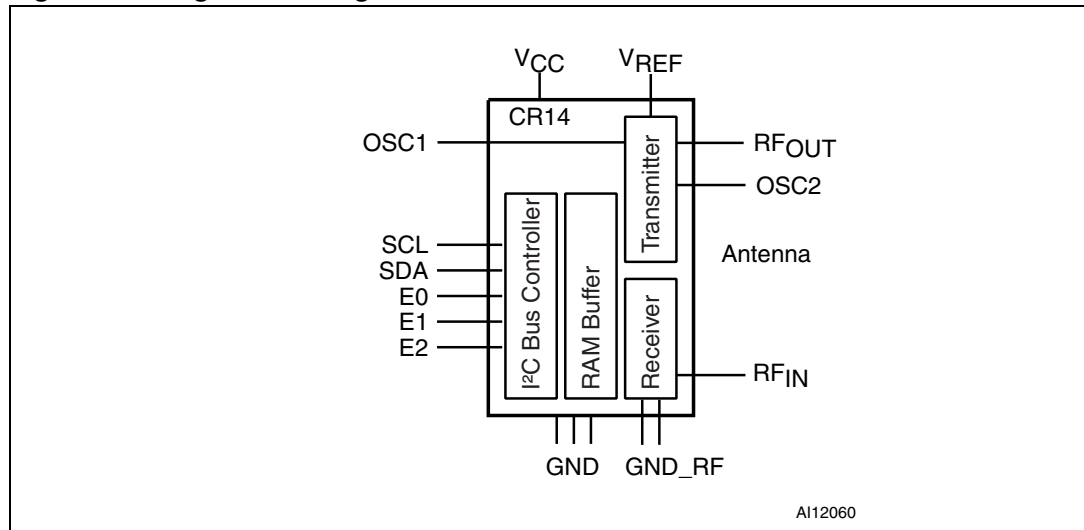 VCC
VREF
CR14
OSC1
RFOUT
OSC2
Transmitter
I²C Bus Controller
RAM Buffer
Receiver
SCL
SDA
E0
E1
E2
Antenna
RFIN
GND
GND_RF
AI12060